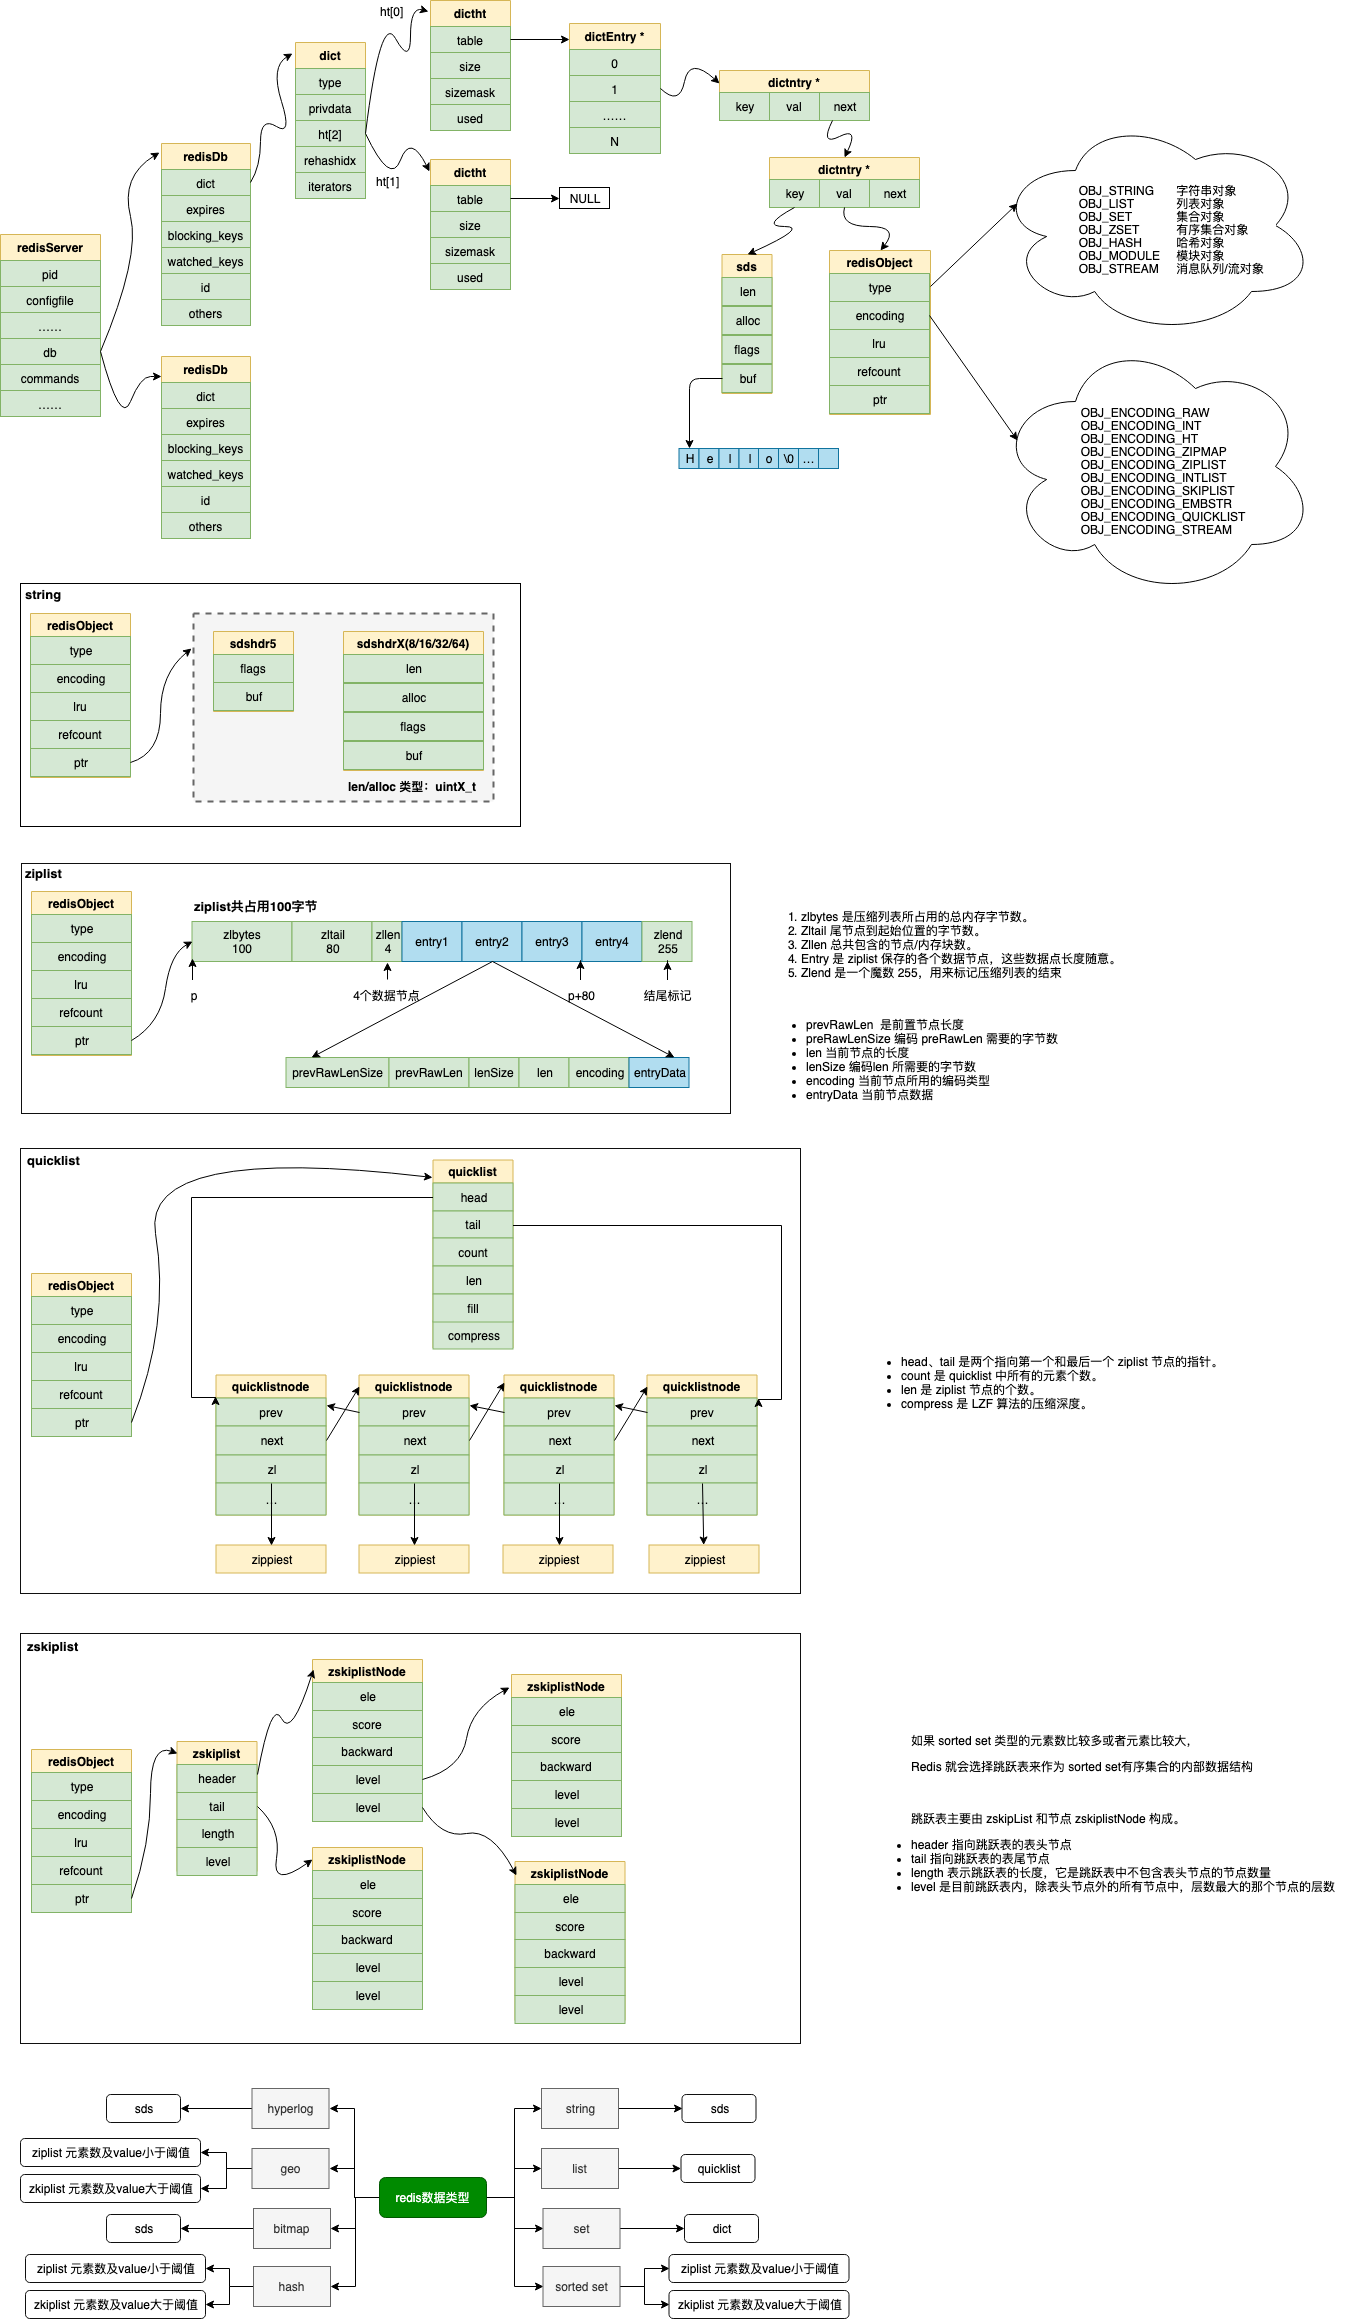 redisServer
pid
configfile
……
db
commands
……
redisDb
dict
expires
blocking_keys
watched_keys
id
others
redisDb
dict
expires
blocking_keys
watched_keys
id
others
dict
type
privdata
ht[2]
rehashidx
iterators
ht[0]
ht[1]
dictht
table
size
sizemask
used
dictht
table
size
sizemask
used
NULL
dictEntry *
0
1
……
N
dictntry *
key val next
dictntry *
key val next
sds
len
alloc
flags
buf
H e l l o \0 ...
redisObject
type
encoding
lru
refcount
ptr
OBJ_STRING 字符串对象
OBJ_LIST 列表对象
OBJ_SET 集合对象
OBJ_ZSET 有序集合对象
OBJ_HASH 哈希对象
OBJ_MODULE 模块对象
OBJ_STREAM 消息队列/流对象
OBJ_ENCODING_RAW
OBJ_ENCODING_INT
OBJ_ENCODING_HT
OBJ_ENCODING_ZIPMAP
OBJ_ENCODING_ZIPLIST
OBJ_ENCODING_INTLIST
OBJ_ENCODING_SKIPLIST
OBJ_ENCODING_EMBSTR
OBJ_ENCODING_QUICKLIST
OBJ_ENCODING_STREAM
string
redisObject
type
encoding
lru
refcount
ptr
sdshdr5
flags
buf
sdshdrX(8/16/32/64)
len
alloc
flags
buf
len/alloc 类型：uintX_t
ziplist
redisObject
type
encoding
lru
refcount
ptr
ziplist共占用100字节
zlbytes
100
zltail
80
zllen
4
entry1
entry2
entry3
entry4
zlend
255
p
4个数据节点
p+80
结尾标记
prevRawLenSize prevRawLen lenSize len encoding entryData
1. zlbytes 是压缩列表所占用的总内存字节数。
2. Zltail 尾节点到起始位置的字节数。
3. Zllen 总共包含的节点/内存块数。
4. Entry 是 ziplist 保存的各个数据节点，这些数据点长度随意。
5. Zlend 是一个魔数 255，用来标记压缩列表的结束
• prevRawLen 是前置节点长度
• preRawLenSize 编码 preRawLen 需要的字节数
• len 当前节点的长度
• lenSize 编码len 所需要的字节数
• encoding 当前节点所用的编码类型
• entryData 当前节点数据
quicklist
redisObject
type
encoding
lru
refcount
ptr
quicklist
head
tail
count
len
fill
compress
quicklistnode
prev
next
zl
...
zippiest
quicklistnode
prev
next
zl
...
zippiest
quicklistnode
prev
next
zl
...
zippiest
quicklistnode
prev
next
zl
...
zippiest
• head、tail 是两个指向第一个和最后一个 ziplist 节点的指针。
• count 是 quicklist 中所有的元素个数。
• len 是 ziplist 节点的个数。
• compress 是 LZF 算法的压缩深度。
zskiplist
redisObject
type
encoding
lru
refcount
ptr
zskiplist
header
tail
length
level
zskiplistNode
ele
score
backward
level
level
zskiplistNode
ele
score
backward
level
level
zskiplistNode
ele
score
backward
level
level
zskiplistNode
ele
score
backward
level
level
如果 sorted set 类型的元素数比较多或者元素比较大，
Redis 就会选择跳跃表来作为 sorted set有序集合的内部数据结构
跳跃表主要由 zskipList 和节点 zskiplistNode 构成。
• header 指向跳跃表的表头节点
• tail 指向跳跃表的表尾节点
• length 表示跳跃表的长度，它是跳跃表中不包含表头节点的节点数量
• level 是目前跳跃表内，除表头节点外的所有节点中，层数最大的那个节点的层数
redis数据类型
hyperlog
sds
geo
ziplist 元素数及value小于阈值
zkiplist 元素数及value大于阈值
bitmap
sds
hash
ziplist 元素数及value小于阈值
zkiplist 元素数及value大于阈值
string
sds
list
quicklist
set
dict
sorted set
ziplist 元素数及value小于阈值
zkiplist 元素数及value大于阈值